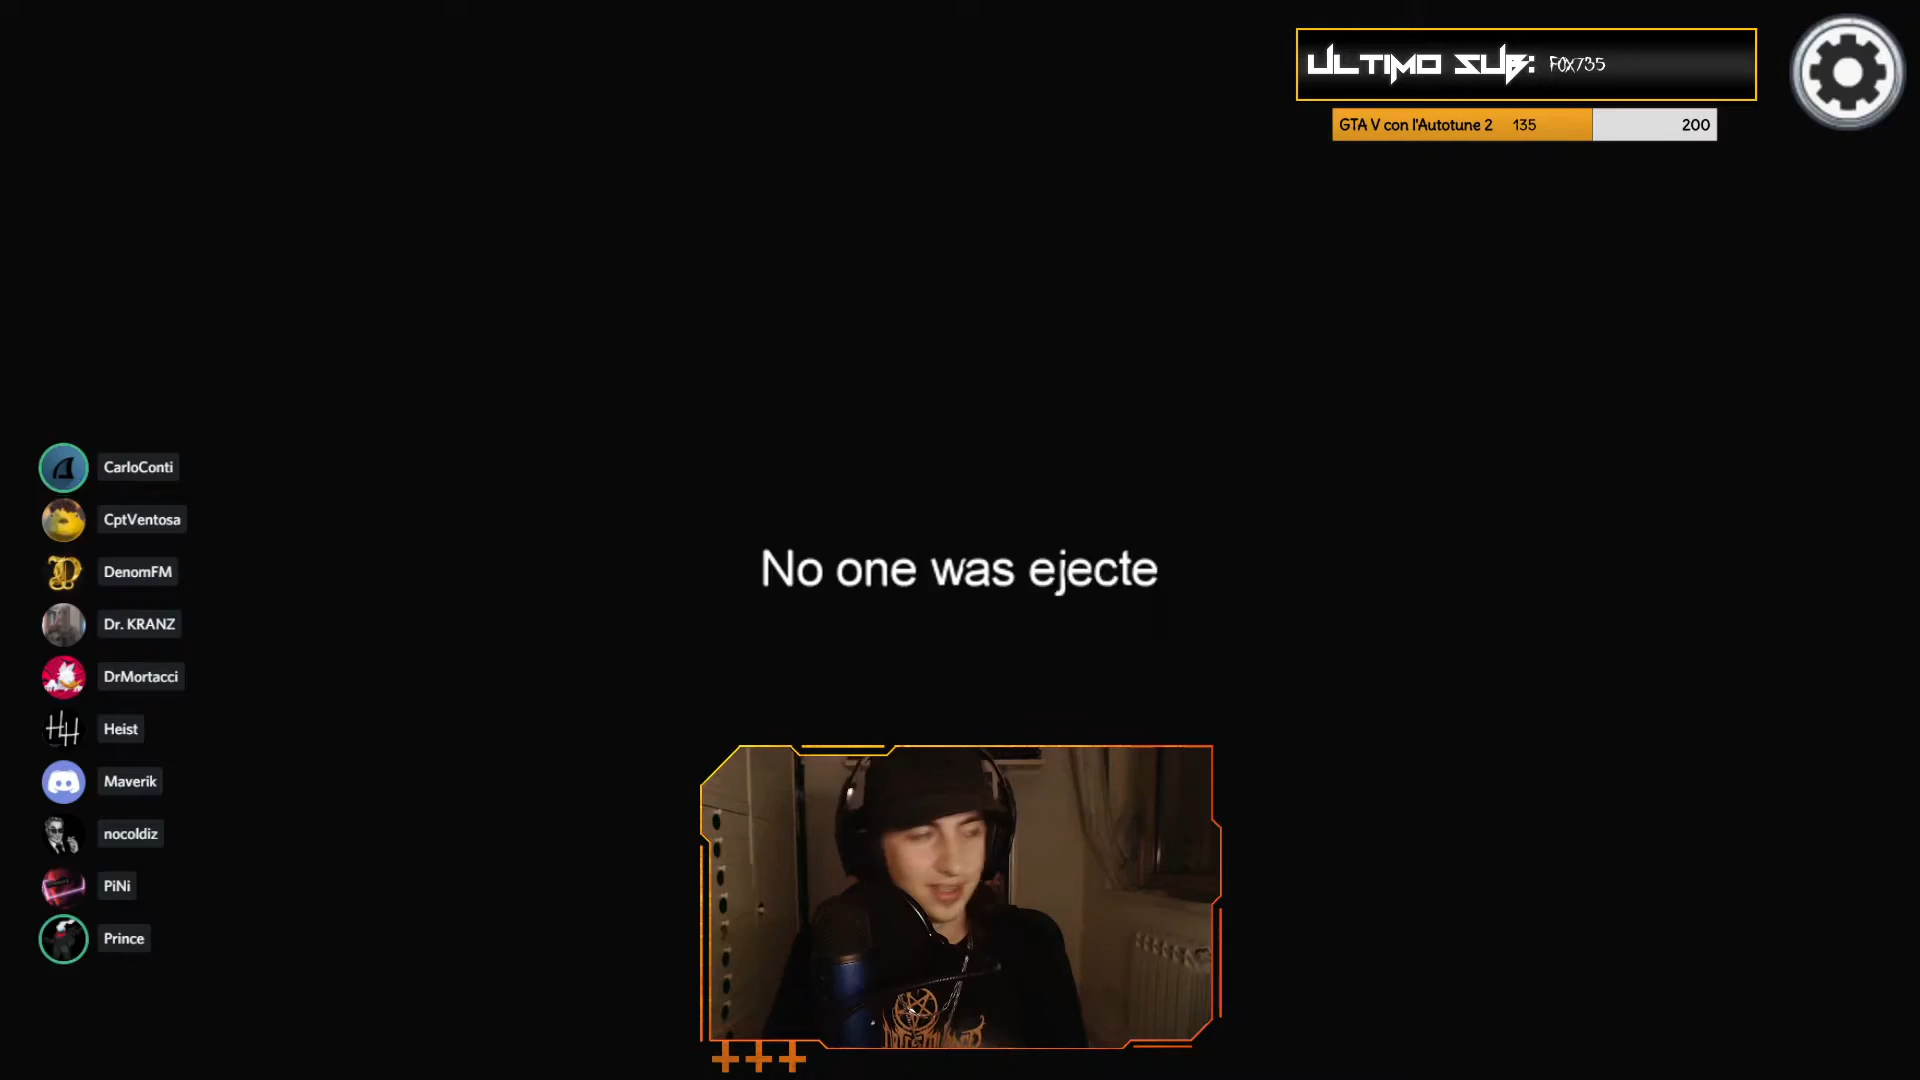 ULTIMO SUB: FOX735
GTA V con l'Autotune 2 135 200
CarloConti
CptVentosa
DenomFM
Dr. KRANZ
DrMortacci
Heist
Maverik
nocoldiz
PiNi
Prince
No one was ejecte